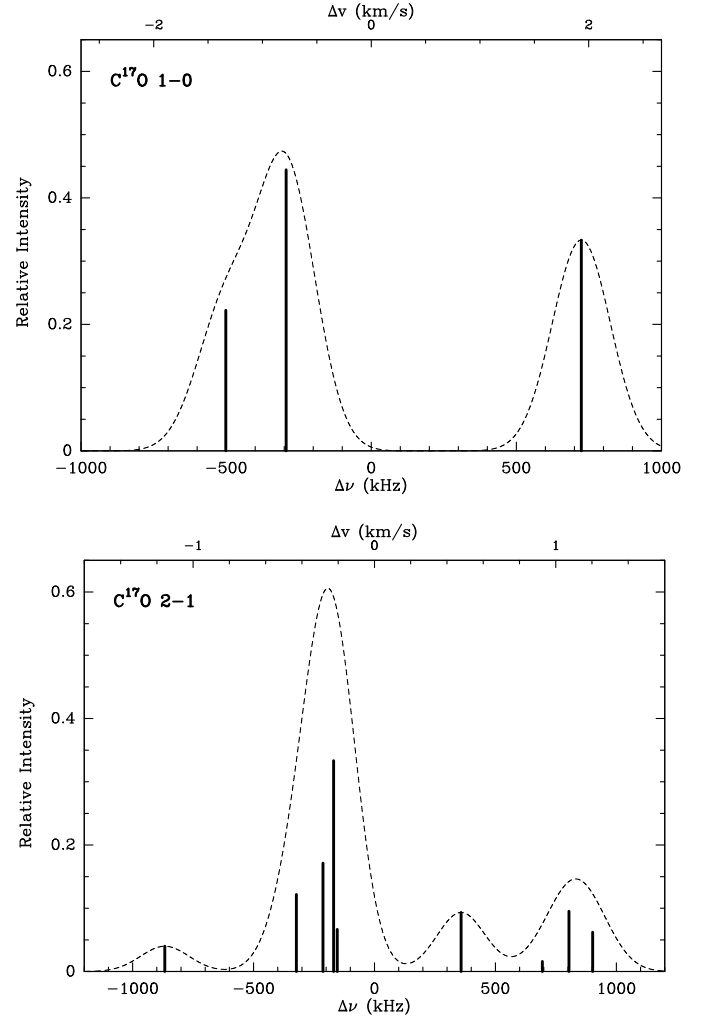 Δv (km/s)
−2 0 2
0.6
C¹⁷O 1−0
0.4
Relative Intensity
0.2
0
−1000 −500 0 500 1000
Δν (kHz)
Δv (km/s)
−1 0 1
0.6
C¹⁷O 2−1
0.4
Relative Intensity
0.2
0
−1000 −500 0 500 1000
Δν (kHz)